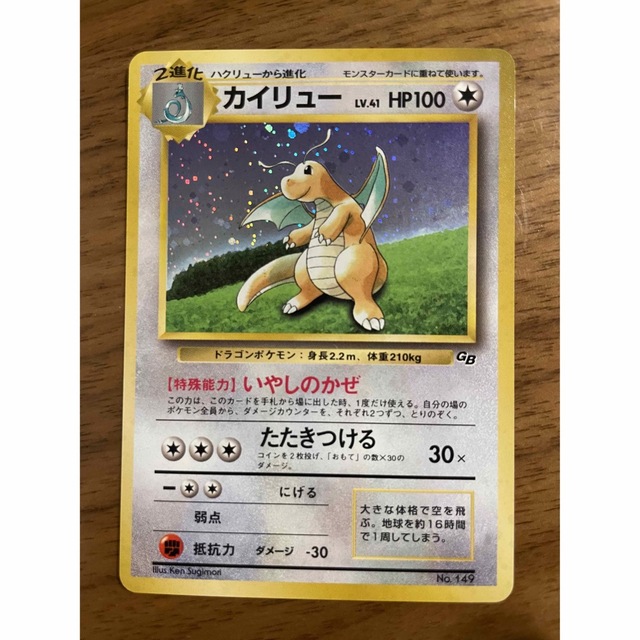 2進化 ハクリューから進化 モンスターカードに重ねて使います。
カイリュー LV.41 HP100
ドラゴンポケモン：身長2.2m、体重210kg
GB
【特殊能力】いやしのかぜ
この力は、このカードを手札から場に出した時、1度だけ使える。自分の場の
ポケモン全員から、ダメージカウンターを、それぞれ2つずつ、とりのぞく。
たたきつける 30×
コインを2枚投げ、「おもて」の数×30の
ダメージ。
にげる
弱点
抵抗力 ダメージ -30
大きな体格で空を飛
ぶ。地球を約16時間
で1周してしまう。
Illus. Ken Sugimori
No. 149